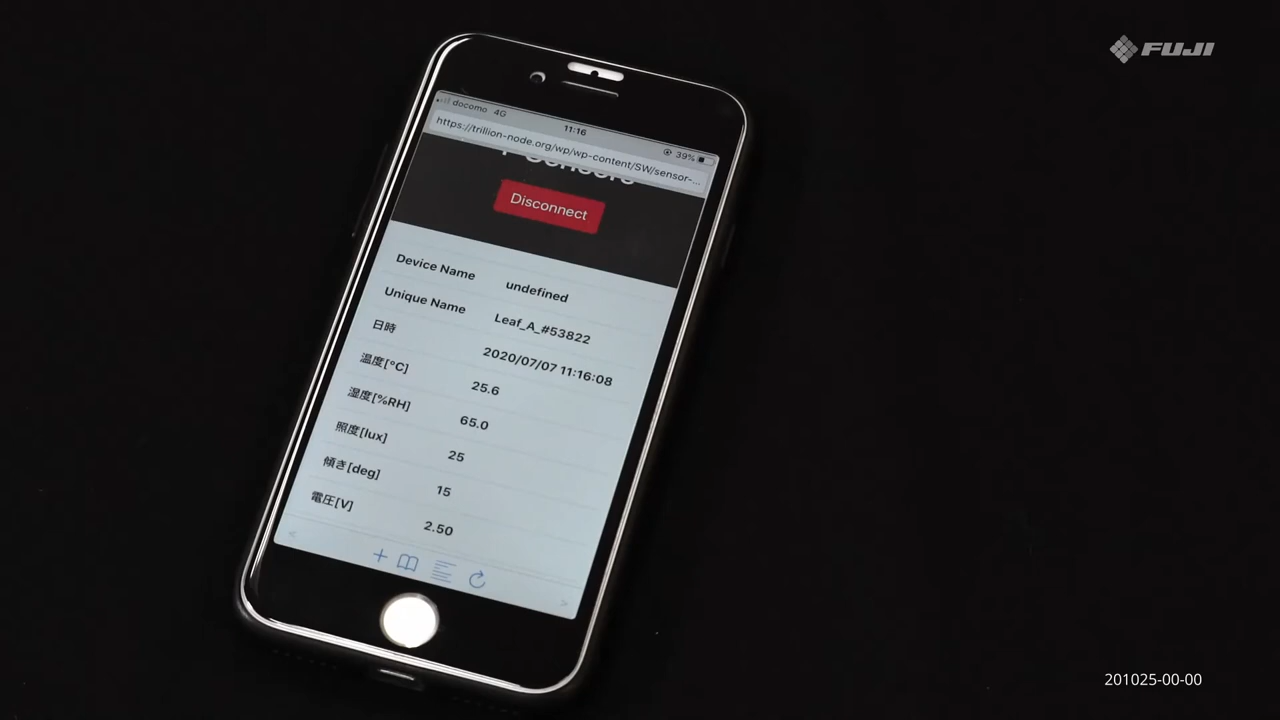 FUJI
docomo 4G
11:16
39%
https://trillion-node.org/wp/wp-content/SW/sensor-...
Sensors
Disconnect
Device Name undefined
Unique Name Leaf_A_#53822
日時 2020/07/07 11:16:08
温度[°C] 25.6
湿度[%RH] 65.0
照度[lux] 25
傾き[deg] 15
電圧[V] 2.50
201025-00-00